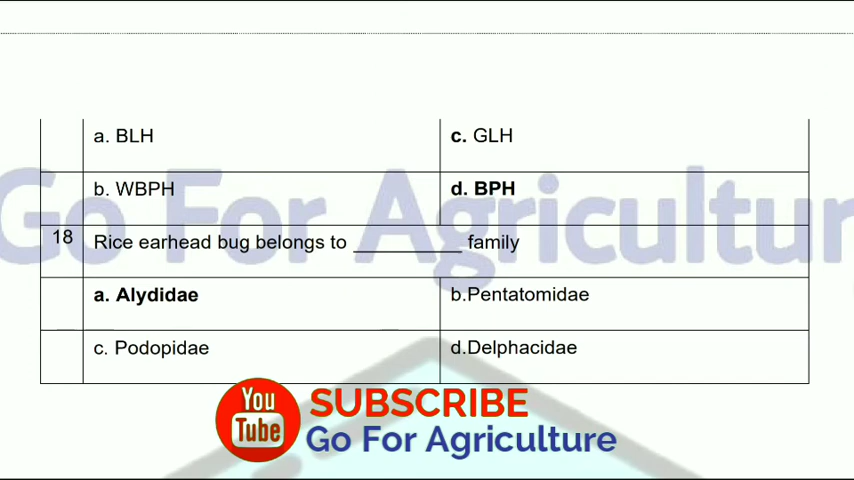 a. BLH
c. GLH
b. WBPH
d. BPH
18 Rice earhead bug belongs to __________ family
a. Alydidae
b.Pentatomidae
c. Podopidae
d.Delphacidae
Go For Agricultur
You
Tube
SUBSCRIBE
Go For Agriculture